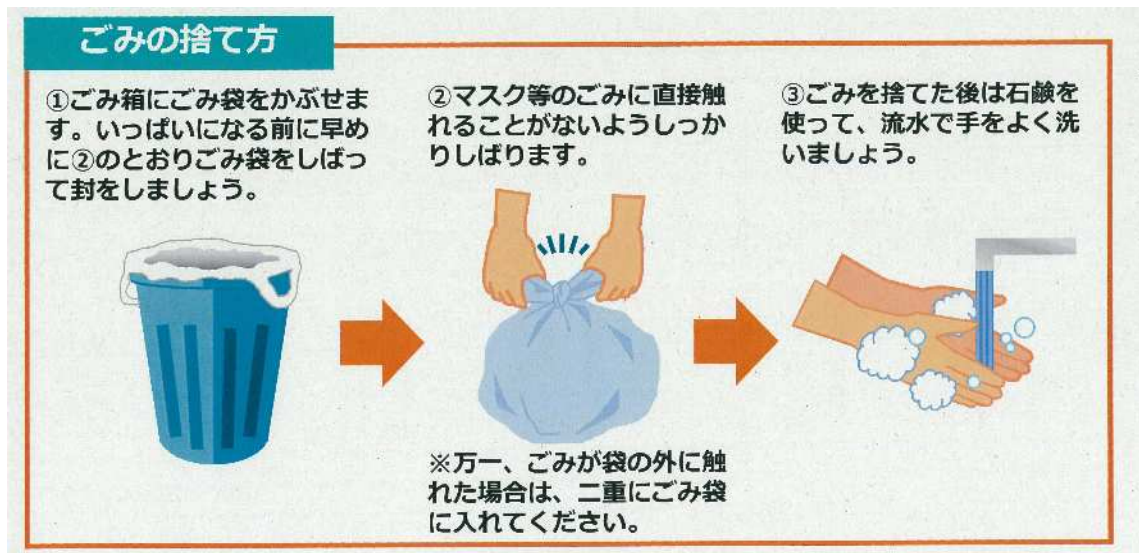 ごみの捨て方
①ごみ箱にごみ袋をかぶせま
す。いっぱいになる前に早め
に②のとおりごみ袋をしばっ
て封をしましょう。
②マスク等のごみに直接触
れることがないようしっか
りしばります。
※万一、ごみが袋の外に触
れた場合は、二重にごみ袋
に入れてください。
③ごみを捨てた後は石鹸を
使って、流水で手をよく洗
いましょう。